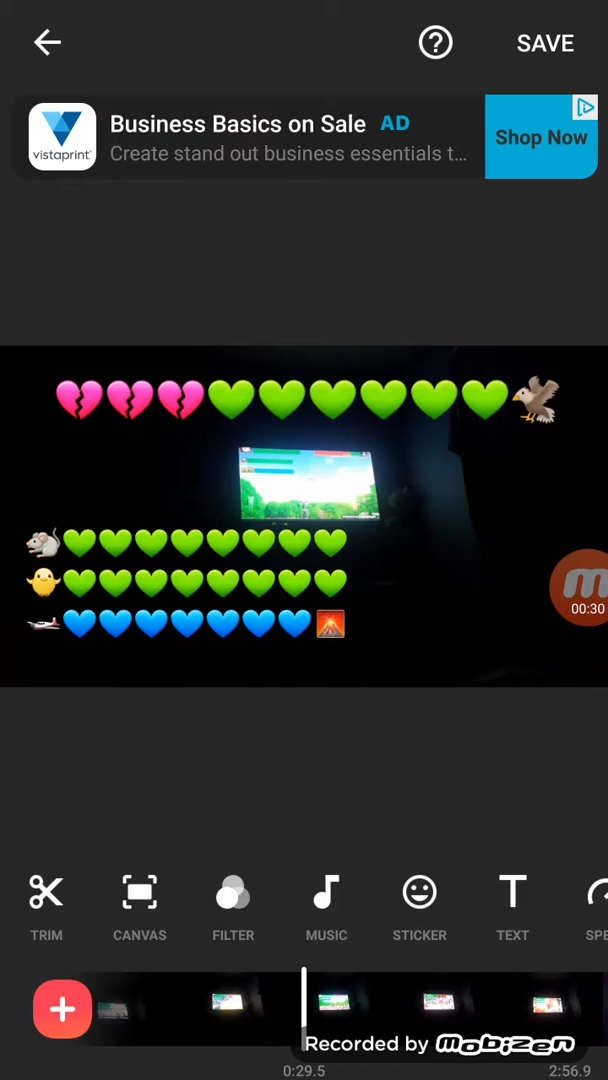 SAVE
Business Basics on Sale AD
Create stand out business essentials t...
Shop Now
vistaprint
00:30
TRIM CANVAS FILTER MUSIC STICKER TEXT SPE
Recorded by mobizen
0:29.5 2:56.9